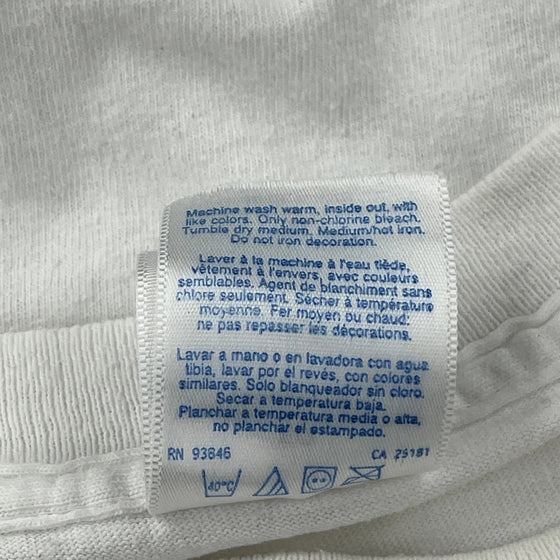 Machine wash warm, inside out, with
like colors. Only non-chlorine bleach.
Tumble dry medium. Medium/hot iron.
Do not iron decoration.
Laver à la machine à l'eau tiède,
vêtement à l'envers, avec couleurs
semblables. Agent de blanchiment sans
chlore seulement. Sécher à température
moyenne. Fer moyen ou chaud;
ne pas repasser les décorations.
Lavar a mano o en lavadora con agua
tibia, lavar por el revés, con colores
similares. Solo blanqueador sin cloro.
Secar a temperatura baja.
Planchar a temperatura media o alta,
no planchar el estampado.
RN 93846 CA 25181
40°C